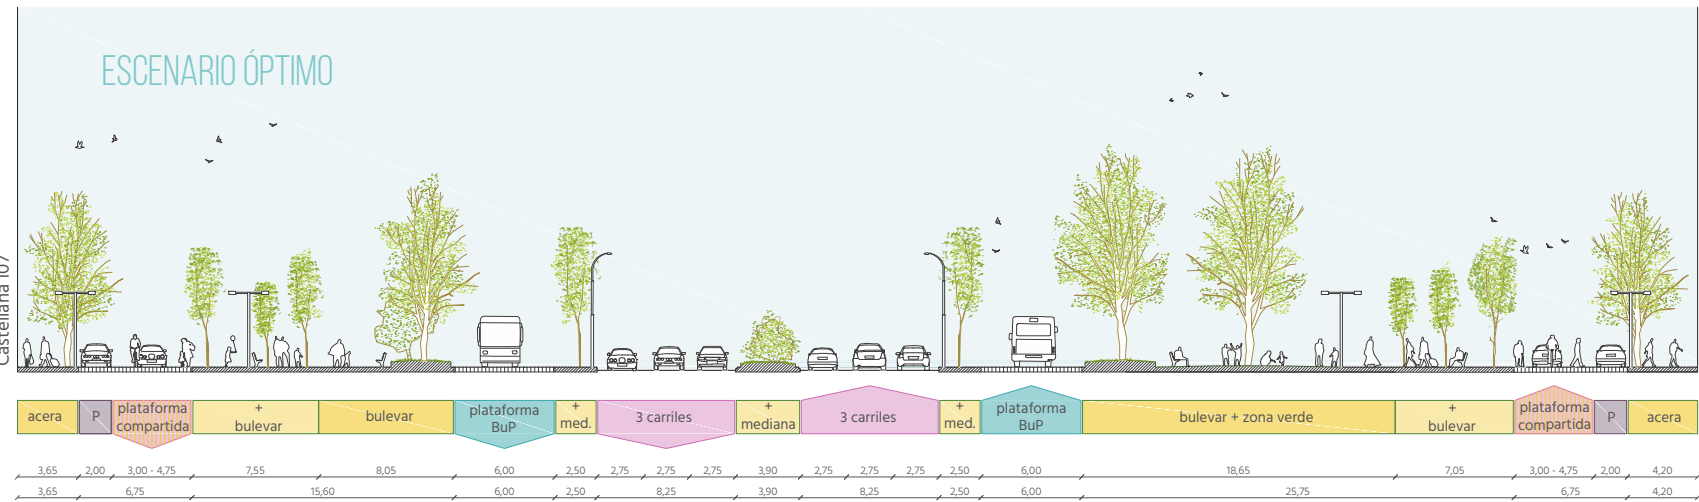 ESCENARIO ÓPTIMO
Castellana 107
acera
P
plataforma
compartida
+
bulevar
bulevar
plataforma
BuP
+
med.
3 carriles
+
mediana
3 carriles
+
med.
plataforma
BuP
bulevar + zona verde
+
bulevar
plataforma
compartida
P
acera
3,65 2,00 3,00 - 4,75 7,55 8,05 6,00 2,50 2,75 2,75 2,75 3,90 2,75 2,75 2,75 2,50 6,00 18,65 7,05 3,00 - 4,75 2,00 4,20
3,65 6,75 15,60 6,00 2,50 8,25 3,90 8,25 2,50 6,00 25,75 6,75 4,20